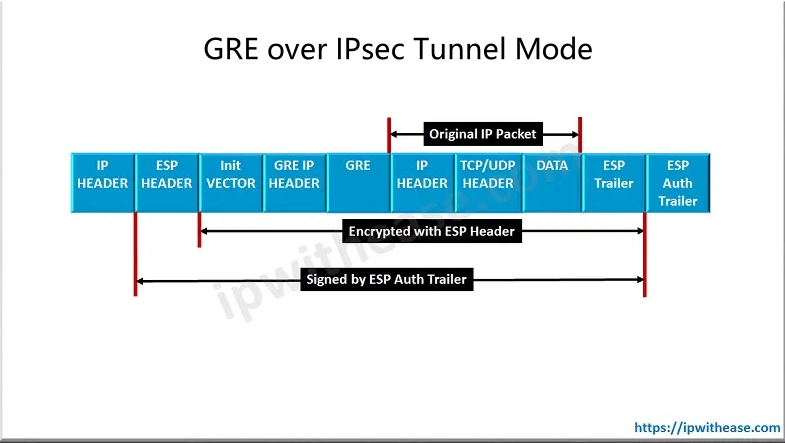 GRE over IPsec Tunnel Mode
Original IP Packet
IP
HEADER
ESP
HEADER
Init
VECTOR
GRE IP
HEADER
GRE
IP
HEADER
TCP/UDP
HEADER
DATA
ESP
Trailer
ESP
Auth
Trailer
Encrypted with ESP Header
Signed by ESP Auth Trailer
ipwithease.com
https://ipwithease.com